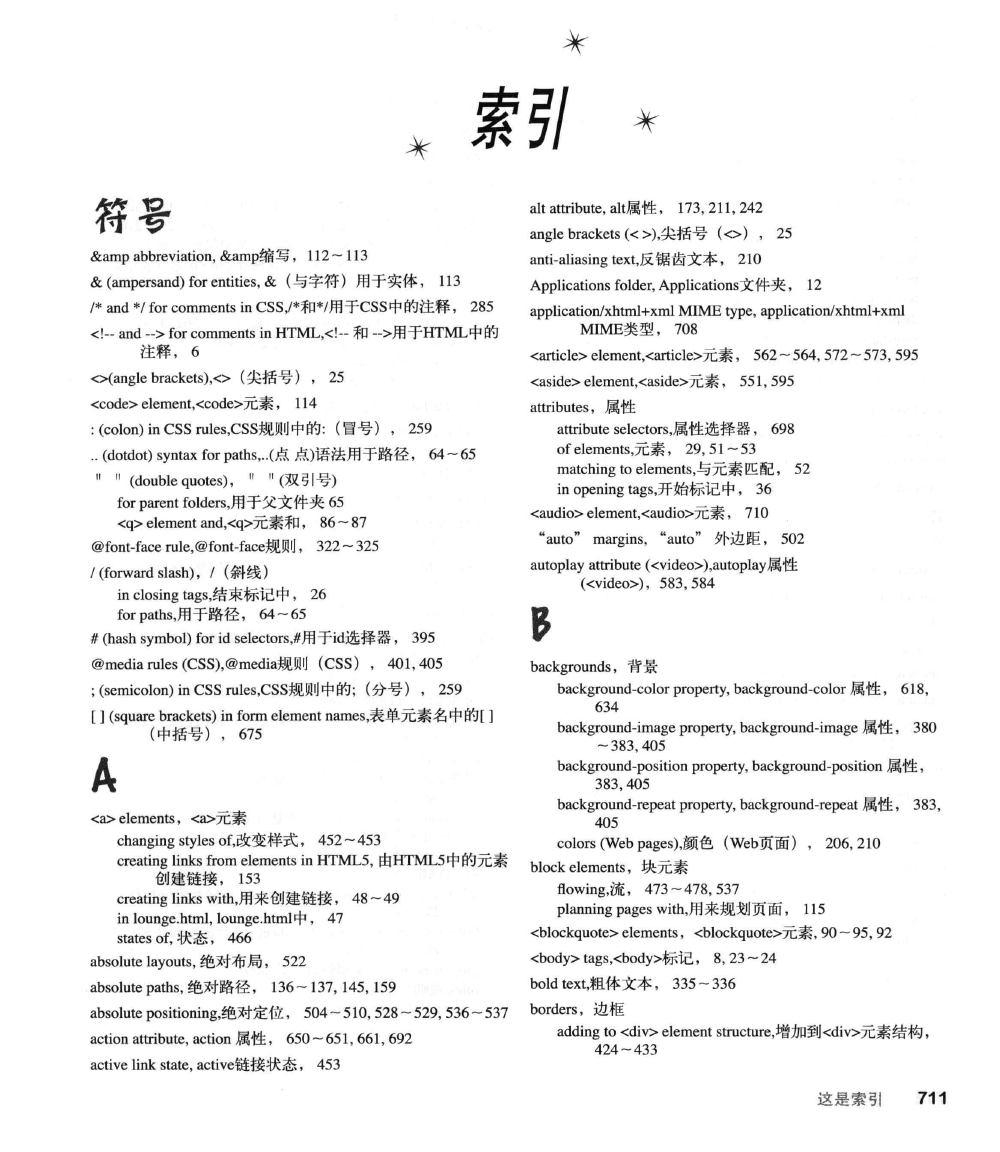 索引
符号
&amp abbreviation, &amp缩写， 112～113
& (ampersand) for entities, &（与字符）用于实体， 113
/* and */ for comments in CSS,/*和*/用于CSS中的注释， 285
<!-- and --> for comments in HTML,<!-- 和 -->用于HTML中的
注释， 6
<>(angle brackets),<>（尖括号）， 25
<code> element,<code>元素， 114
: (colon) in CSS rules,CSS规则中的:（冒号）， 259
.. (dotdot) syntax for paths,..(点 点)语法用于路径， 64～65
" " (double quotes)， " "(双引号)
for parent folders,用于父文件夹 65
<q> element and,<q>元素和， 86～87
@font-face rule,@font-face规则， 322～325
/ (forward slash)，/（斜线）
in closing tags,结束标记中， 26
for paths,用于路径， 64～65
# (hash symbol) for id selectors,#用于id选择器， 395
@media rules (CSS),@media规则（CSS）， 401, 405
; (semicolon) in CSS rules,CSS规则中的;（分号）， 259
[ ] (square brackets) in form element names,表单元素名中的[ ]
（中括号）， 675
A
<a> elements，<a>元素
changing styles of,改变样式， 452～453
creating links from elements in HTML5, 由HTML5中的元素
创建链接， 153
creating links with,用来创建链接， 48～49
in lounge.html, lounge.html中， 47
states of, 状态， 466
absolute layouts, 绝对布局， 522
absolute paths, 绝对路径， 136～137, 145, 159
absolute positioning,绝对定位， 504～510, 528～529, 536～537
action attribute, action 属性， 650～651, 661, 692
active link state, active链接状态， 453
alt attribute, alt属性， 173, 211, 242
angle brackets (< >),尖括号（<>）， 25
anti-aliasing text,反锯齿文本， 210
Applications folder, Applications文件夹， 12
application/xhtml+xml MIME type, application/xhtml+xml
MIME类型， 708
<article> element,<article>元素， 562～564, 572～573, 595
<aside> element,<aside>元素， 551, 595
attributes，属性
attribute selectors,属性选择器， 698
of elements,元素， 29, 51～53
matching to elements,与元素匹配， 52
in opening tags,开始标记中， 36
<audio> element,<audio>元素， 710
“auto” margins, “auto” 外边距， 502
autoplay attribute (<video>),autoplay属性
(<video>)， 583, 584
B
backgrounds，背景
background-color property, background-color 属性， 618,
634
background-image property, background-image 属性， 380
～383, 405
background-position property, background-position 属性，
383, 405
background-repeat property, background-repeat 属性， 383,
405
colors (Web pages),颜色（Web页面）， 206, 210
block elements，块元素
flowing,流， 473～478, 537
planning pages with,用来规划页面， 115
<blockquote> elements，<blockquote>元素, 90～95, 92
<body> tags,<body>标记， 8, 23～24
bold text,粗体文本， 335～336
borders，边框
adding to <div> element structure,增加到<div>元素结构，
424～433
这是索引 711